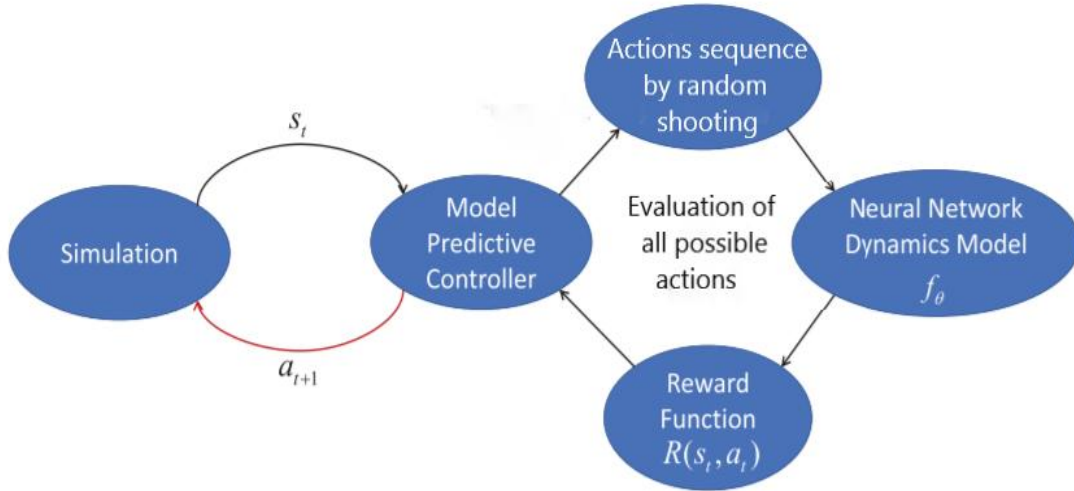 Actions sequence
by random
shooting
s_t
Simulation
Model
Predictive
Controller
Evaluation of
all possible
actions
Neural Network
Dynamics Model
f_θ
a_{t+1}
Reward
Function
R(s_t, a_t)